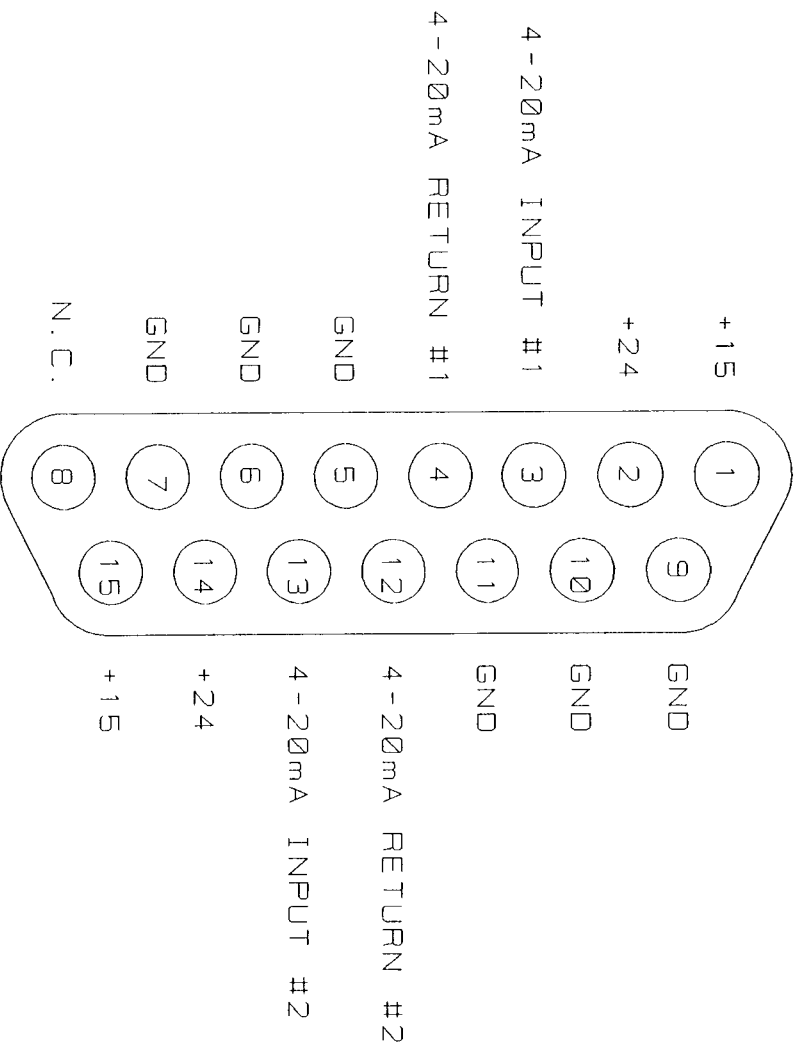 +15
+24
4-20mA INPUT #1
4-20mA RETURN #1
GND
GND
GND
N.C.
1
2
3
4
5
6
7
8
9
10
11
12
13
14
15
GND
GND
GND
4-20mA RETURN #2
4-20mA INPUT #2
+24
+15